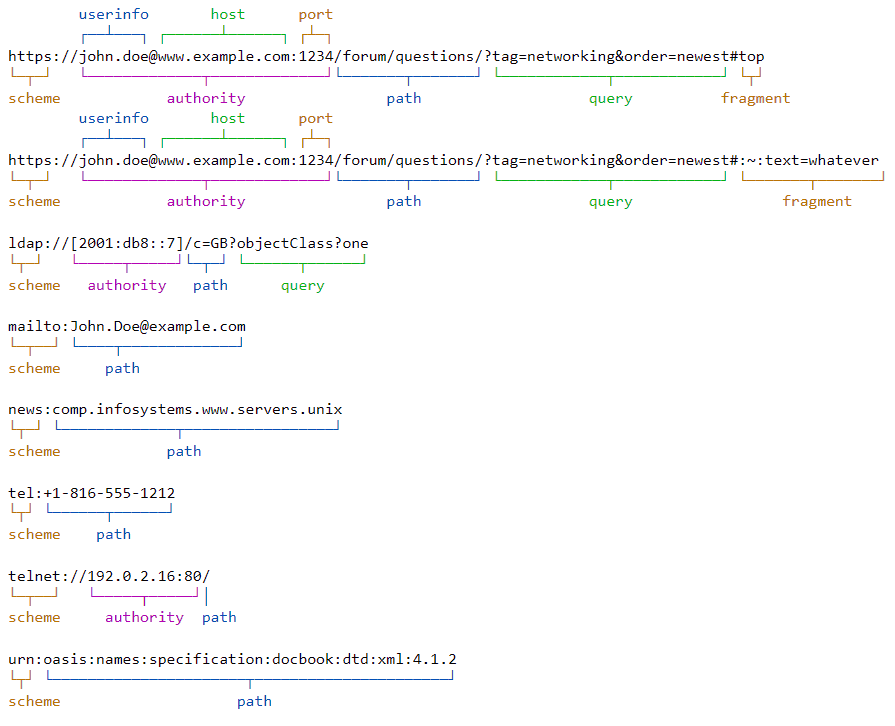 userinfo host port
https://john.doe@www.example.com:1234/forum/questions/?tag=networking&order=newest#top
scheme authority path query fragment
userinfo host port
https://john.doe@www.example.com:1234/forum/questions/?tag=networking&order=newest#:~:text=whatever
scheme authority path query fragment
ldap://[2001:db8::7]/c=GB?objectClass?one
scheme authority path query
mailto:John.Doe@example.com
scheme path
news:comp.infosystems.www.servers.unix
scheme path
tel:+1-816-555-1212
scheme path
telnet://192.0.2.16:80/
scheme authority path
urn:oasis:names:specification:docbook:dtd:xml:4.1.2
scheme path